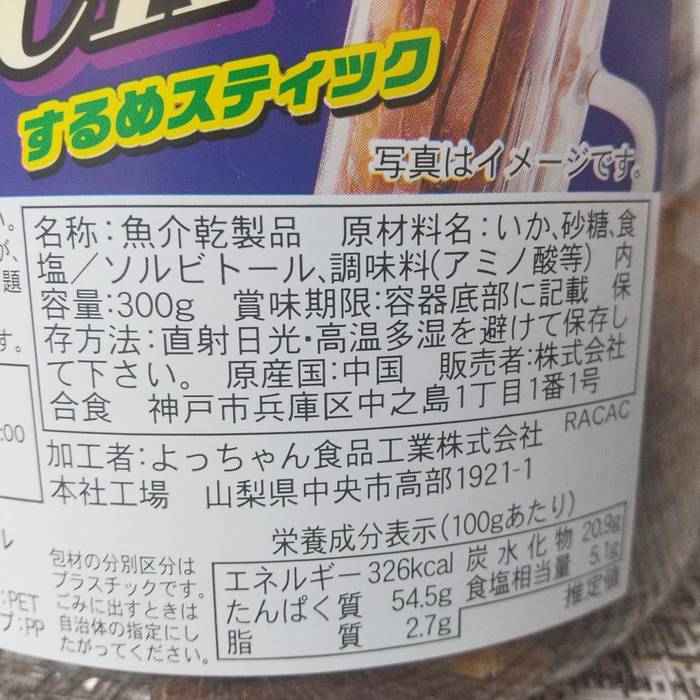 するめスティック
写真はイメージです。
名称:魚介乾製品 原材料名:いか、砂糖、食
塩/ソルビトール、調味料(アミノ酸等) 内
容量:300g 賞味期限:容器底部に記載 保
存方法:直射日光・高温多湿を避けて保存し
て下さい。 原産国:中国 販売者:株式会社
合食 神戸市兵庫区中之島1丁目1番1号
RACAC
加工者:よっちゃん食品工業株式会社
本社工場 山梨県中央市高部1921-1
栄養成分表示(100gあたり)
エネルギー 326kcal 炭水化物 20.9g
たんぱく質 54.5g 食塩相当量 5.1g
脂質 2.7g 推定値
包材の分別区分は
プラスチックです。
ごみに出すときは
自治体の指定にし
たがってください。
:PET
プ:PP
:00